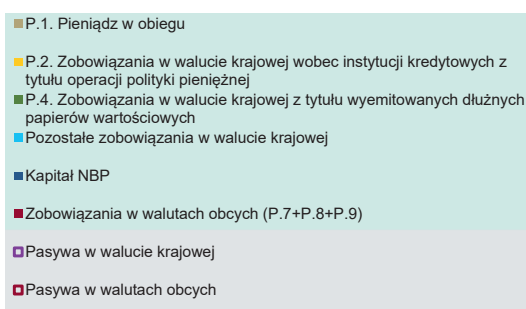 P.1. Pieniądz w obiegu
P.2. Zobowiązania w walucie krajowej wobec instytucji kredytowych z
tytułu operacji polityki pieniężnej
P.4. Zobowiązania w walucie krajowej z tytułu wyemitowanych dłużnych
papierów wartościowych
Pozostałe zobowiązania w walucie krajowej
Kapitał NBP
Zobowiązania w walutach obcych (P.7+P.8+P.9)
Pasywa w walucie krajowej
Pasywa w walutach obcych